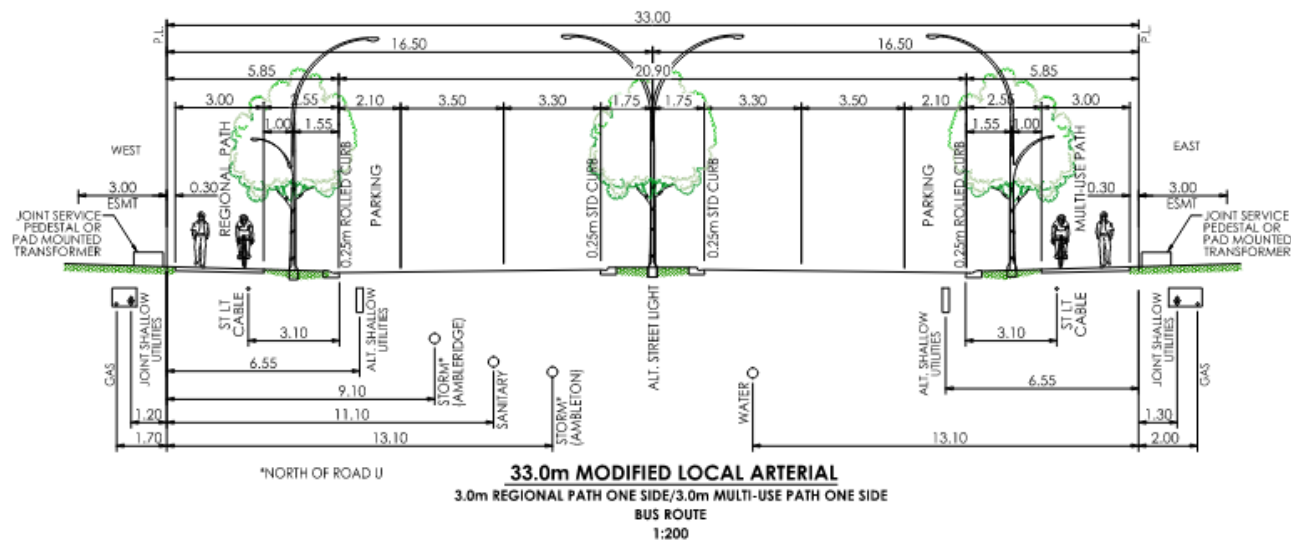 33.00
P.L.
P.L.
16.50
16.50
5.85
20.90
5.85
3.00
2.55
2.10
3.50
3.30
1.75
1.75
3.30
3.50
2.10
2.55
3.00
1.00
1.55
1.55
1.00
WEST
EAST
REGIONAL PATH
0.25m ROLLED CURB
PARKING
0.25m STD CURB
0.25m STD CURB
PARKING
0.25m ROLLED CURB
MULTI-USE PATH
3.00
0.30
0.30
3.00
ESMT
ESMT
JOINT SERVICE
PEDESTAL OR
PAD MOUNTED
TRANSFORMER
JOINT SERVICE
PEDESTAL OR
PAD MOUNTED
TRANSFORMER
GAS
JOINT SHALLOW
UTILITIES
ST LT
CABLE
3.10
ALT. SHALLOW
UTILITIES
STORM*
(AMBLERIDGE)
SANITARY
STORM*
(AMBLETON)
ALT. STREET LIGHT
WATER
ALT. SHALLOW
UTILITIES
3.10
ST LT
CABLE
JOINT SHALLOW
UTILITIES
GAS
6.55
6.55
9.10
1.20
11.10
1.30
1.70
13.10
13.10
2.00
*NORTH OF ROAD U
33.0m MODIFIED LOCAL ARTERIAL
3.0m REGIONAL PATH ONE SIDE/3.0m MULTI-USE PATH ONE SIDE
BUS ROUTE
1:200